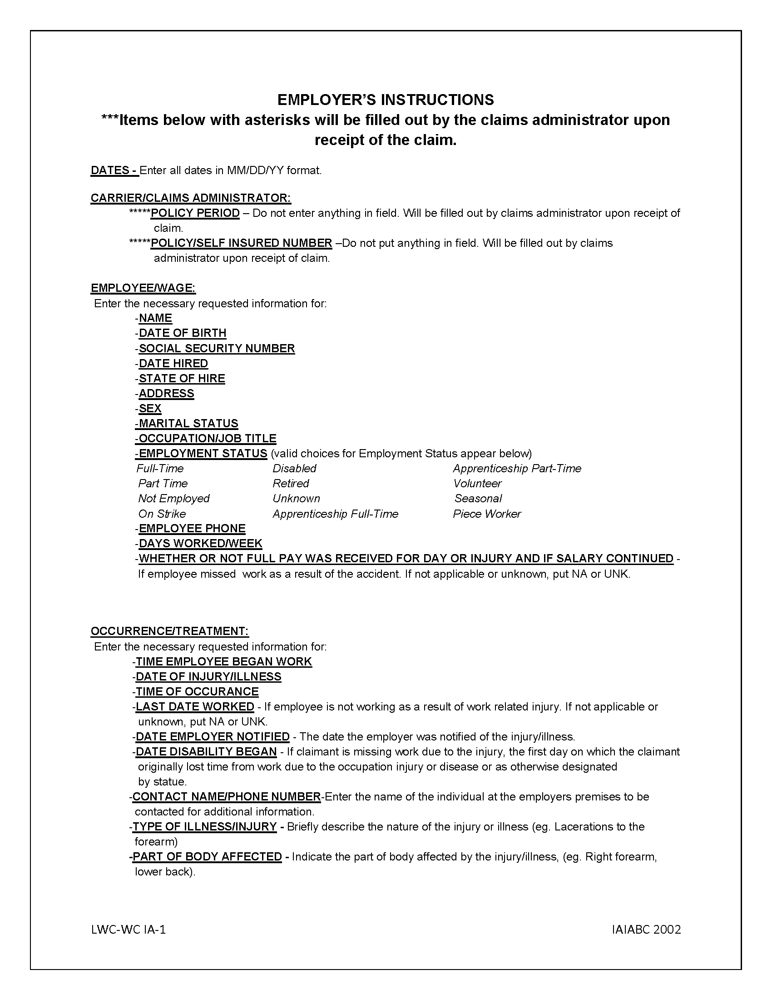 EMPLOYER’S INSTRUCTIONS
***Items below with asterisks will be filled out by the claims administrator upon
receipt of the claim.
DATES - Enter all dates in MM/DD/YY format.
CARRIER/CLAIMS ADMINISTRATOR:
*****POLICY PERIOD – Do not enter anything in field. Will be filled out by claims administrator upon receipt of
claim.
*****POLICY/SELF INSURED NUMBER –Do not put anything in field. Will be filled out by claims
administrator upon receipt of claim.
EMPLOYEE/WAGE:
Enter the necessary requested information for:
-NAME
-DATE OF BIRTH
-SOCIAL SECURITY NUMBER
-DATE HIRED
-STATE OF HIRE
-ADDRESS
-SEX
-MARITAL STATUS
-OCCUPATION/JOB TITLE
-EMPLOYMENT STATUS (valid choices for Employment Status appear below)
Full-Time Disabled Apprenticeship Part-Time
Part Time Retired Volunteer
Not Employed Unknown Seasonal
On Strike Apprenticeship Full-Time Piece Worker
-EMPLOYEE PHONE
-DAYS WORKED/WEEK
-WHETHER OR NOT FULL PAY WAS RECEIVED FOR DAY OR INJURY AND IF SALARY CONTINUED -
If employee missed work as a result of the accident. If not applicable or unknown, put NA or UNK.
OCCURRENCE/TREATMENT:
Enter the necessary requested information for:
-TIME EMPLOYEE BEGAN WORK
-DATE OF INJURY/ILLNESS
-TIME OF OCCURANCE
-LAST DATE WORKED - If employee is not working as a result of work related injury. If not applicable or
unknown, put NA or UNK.
-DATE EMPLOYER NOTIFIED - The date the employer was notified of the injury/illness.
-DATE DISABILITY BEGAN - If claimant is missing work due to the injury, the first day on which the claimant
originally lost time from work due to the occupation injury or disease or as otherwise designated
by statue.
-CONTACT NAME/PHONE NUMBER-Enter the name of the individual at the employers premises to be
contacted for additional information.
-TYPE OF ILLNESS/INJURY - Briefly describe the nature of the injury or illness (eg. Lacerations to the
forearm)
-PART OF BODY AFFECTED - Indicate the part of body affected by the injury/illness, (eg. Right forearm,
lower back).
LWC-WC IA-1 IAIABC 2002